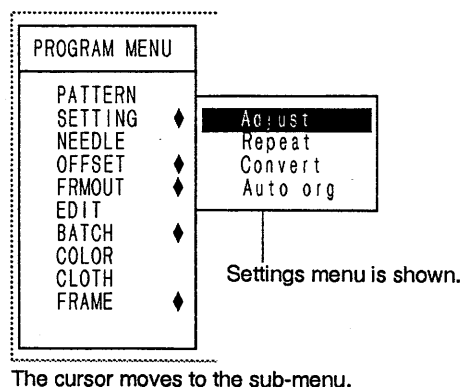 PROGRAM MENU
PATTERN
SETTING ♦
NEEDLE
OFFSET ♦
FRMOUT ♦
EDIT
BATCH ♦
COLOR
CLOTH
FRAME ♦
Adjust
Repeat
Convert
Auto org
Settings menu is shown.
The cursor moves to the sub-menu.